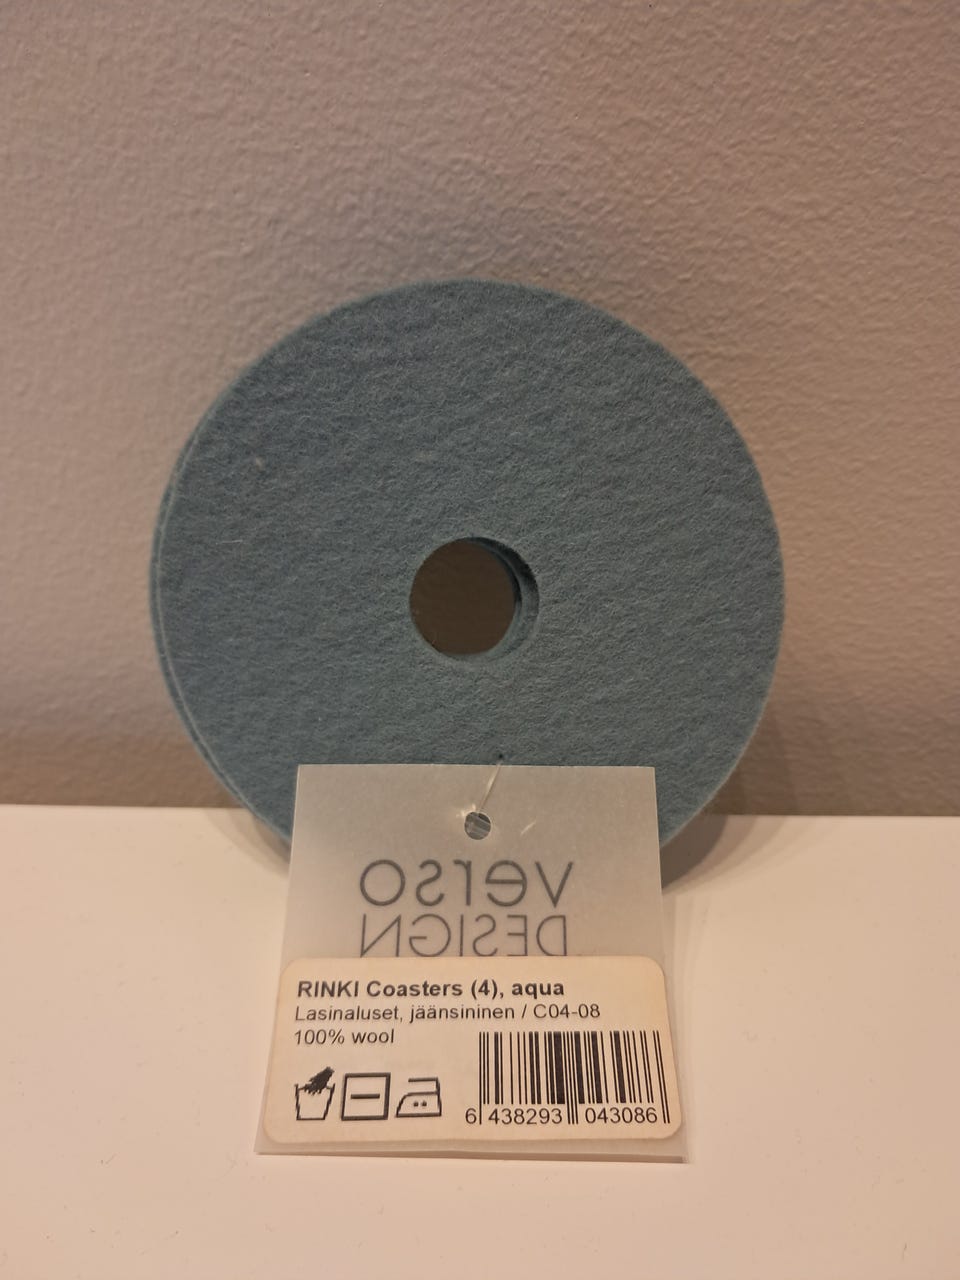 verso
DESIGN
RINKI Coasters (4), aqua
Lasinaluset, jäänsininen / C04-08
100% wool
6 438293 043086